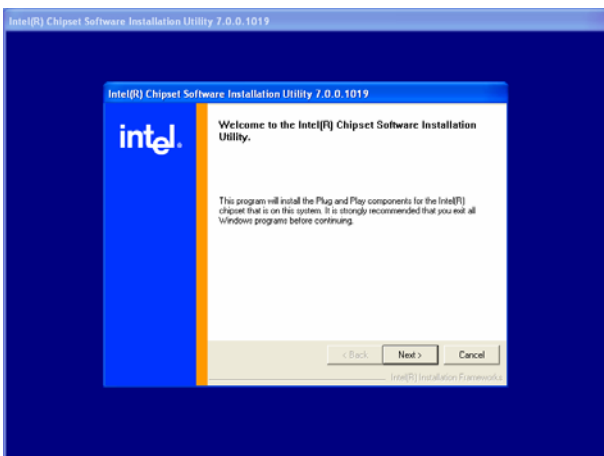 Intel(R) Chipset Software Installation Utility 7.0.0.1019
Intel(R) Chipset Software Installation Utility 7.0.0.1019
intel.
Welcome to the Intel(R) Chipset Software Installation
Utility.
This program will install the Plug and Play components for the Intel(R)
chipset that is on this system. It is strongly recommended that you exit all
Windows programs before continuing.
< Back
Next >
Cancel
Intel(R) Installation Frameworks